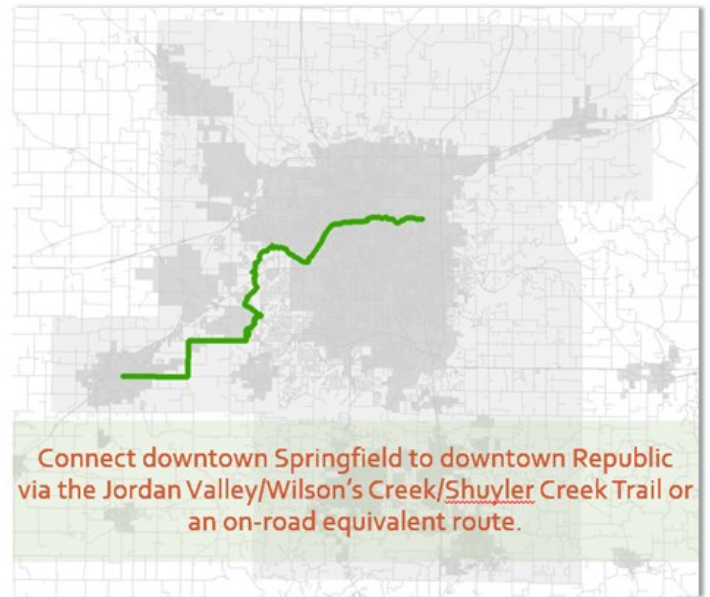 Connect downtown Springfield to downtown Republic
via the Jordan Valley/Wilson's Creek/Shuyler Creek Trail or
an on-road equivalent route.